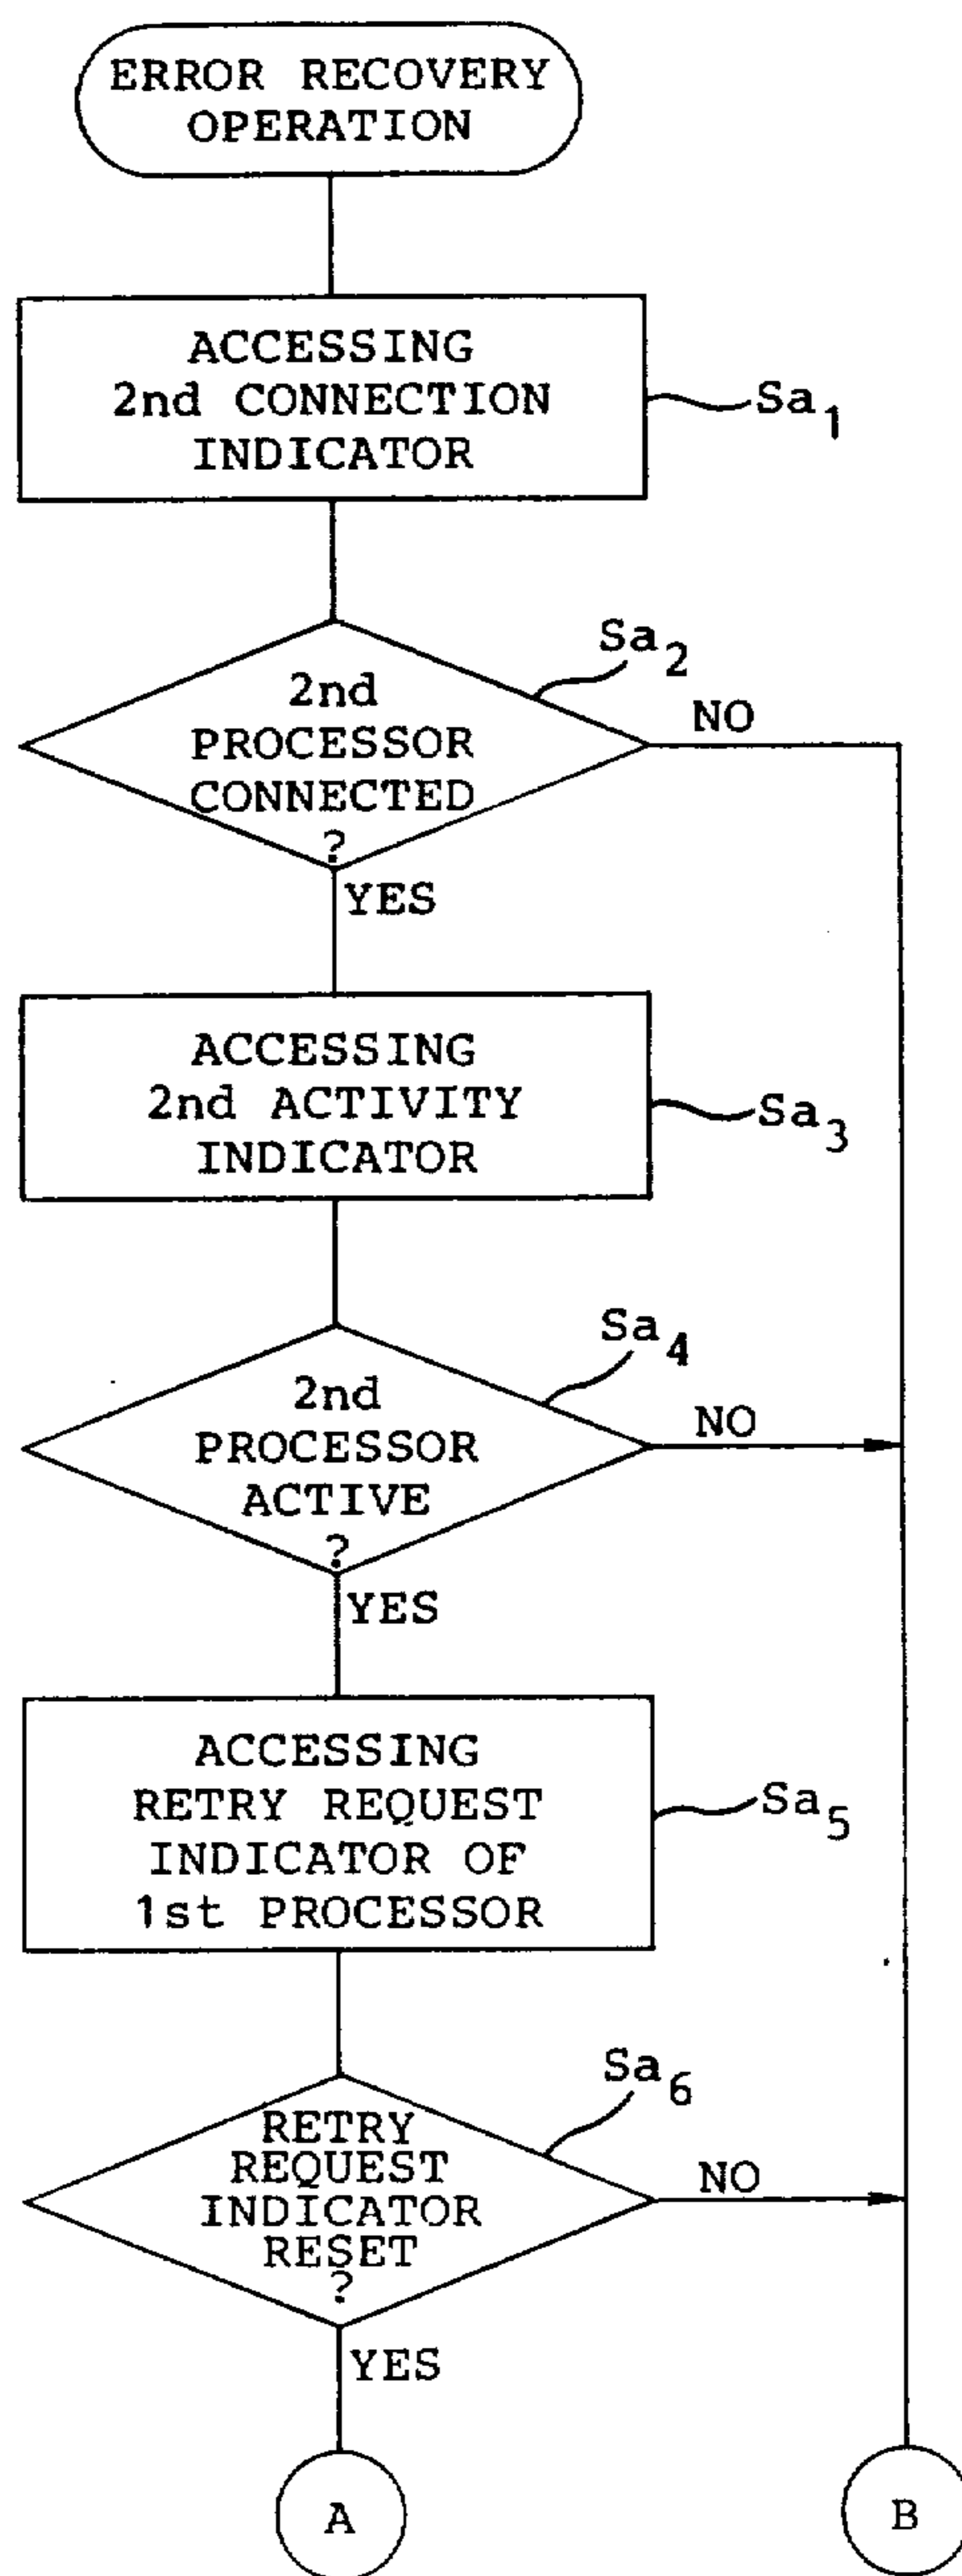 ERROR RECOVERY
OPERATION
ACCESSING
2nd CONNECTION
INDICATOR
Sa1
Sa2
2nd
PROCESSOR
CONNECTED
?
NO
YES
ACCESSING
2nd ACTIVITY
INDICATOR
Sa3
Sa4
2nd
PROCESSOR
ACTIVE
?
NO
YES
ACCESSING
RETRY REQUEST
INDICATOR OF
1st PROCESSOR
Sa5
Sa6
RETRY
REQUEST
INDICATOR
RESET
?
NO
YES
A
B